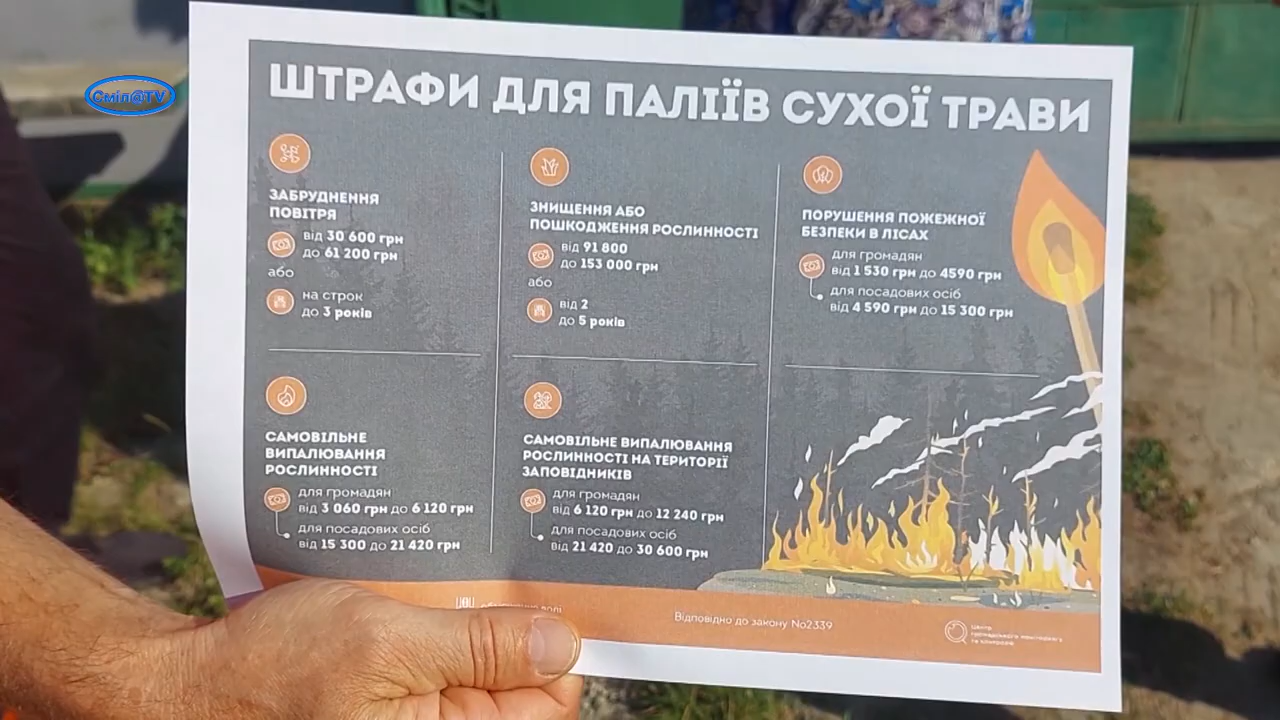 Сміл@TV
ШТРАФИ ДЛЯ ПАЛІЇВ СУХОЇ ТРАВИ
ЗАБРУДНЕННЯ
ПОВІТРЯ
від 30 600 грн
до 61 200 грн
або
на строк
до 3 років
ЗНИЩЕННЯ АБО
ПОШКОДЖЕННЯ РОСЛИННОСТІ
від 91 800
до 153 000 грн
або
від 2
до 5 років
ПОРУШЕННЯ ПОЖЕЖНОЇ
БЕЗПЕКИ В ЛІСАХ
для громадян
від 1 530 грн до 4590 грн
для посадових осіб
від 4 590 грн до 15 300 грн
САМОВІЛЬНЕ
ВИПАЛЮВАННЯ
РОСЛИННОСТІ
для громадян
від 3 060 грн до 6 120 грн
для посадових осіб
від 15 300 до 21 420 грн
САМОВІЛЬНЕ ВИПАЛЮВАННЯ
РОСЛИННОСТІ НА ТЕРИТОРІЇ
ЗАПОВІДНИКІВ
для громадян
від 6 120 грн до 12 240 грн
для посадових осіб
від 21 420 до 30 600 грн
Відповідно до закону No2339
Центр
громадського моніторингу
та контролю